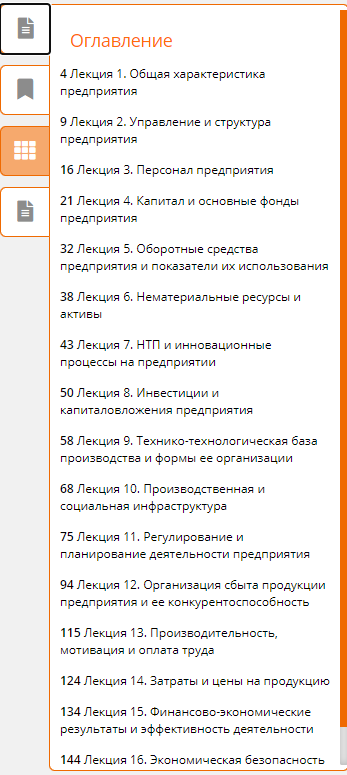 Оглавление
4 Лекция 1. Общая характеристика
предприятия
9 Лекция 2. Управление и структура
предприятия
16 Лекция 3. Персонал предприятия
21 Лекция 4. Капитал и основные фонды
предприятия
32 Лекция 5. Оборотные средства
предприятия и показатели их использования
38 Лекция 6. Нематериальные ресурсы и
активы
43 Лекция 7. НТП и инновационные
процессы на предприятии
50 Лекция 8. Инвестиции и
капиталовложения предприятия
58 Лекция 9. Технико-технологическая база
производства и формы ее организации
68 Лекция 10. Производственная и
социальная инфраструктура
75 Лекция 11. Регулирование и
планирование деятельности предприятия
94 Лекция 12. Организация сбыта продукции
предприятия и ее конкурентоспособность
115 Лекция 13. Производительность,
мотивация и оплата труда
124 Лекция 14. Затраты и цены на продукцию
134 Лекция 15. Финансово-экономические
результаты и эффективность деятельности
144 Лекция 16. Экономическая безопасность